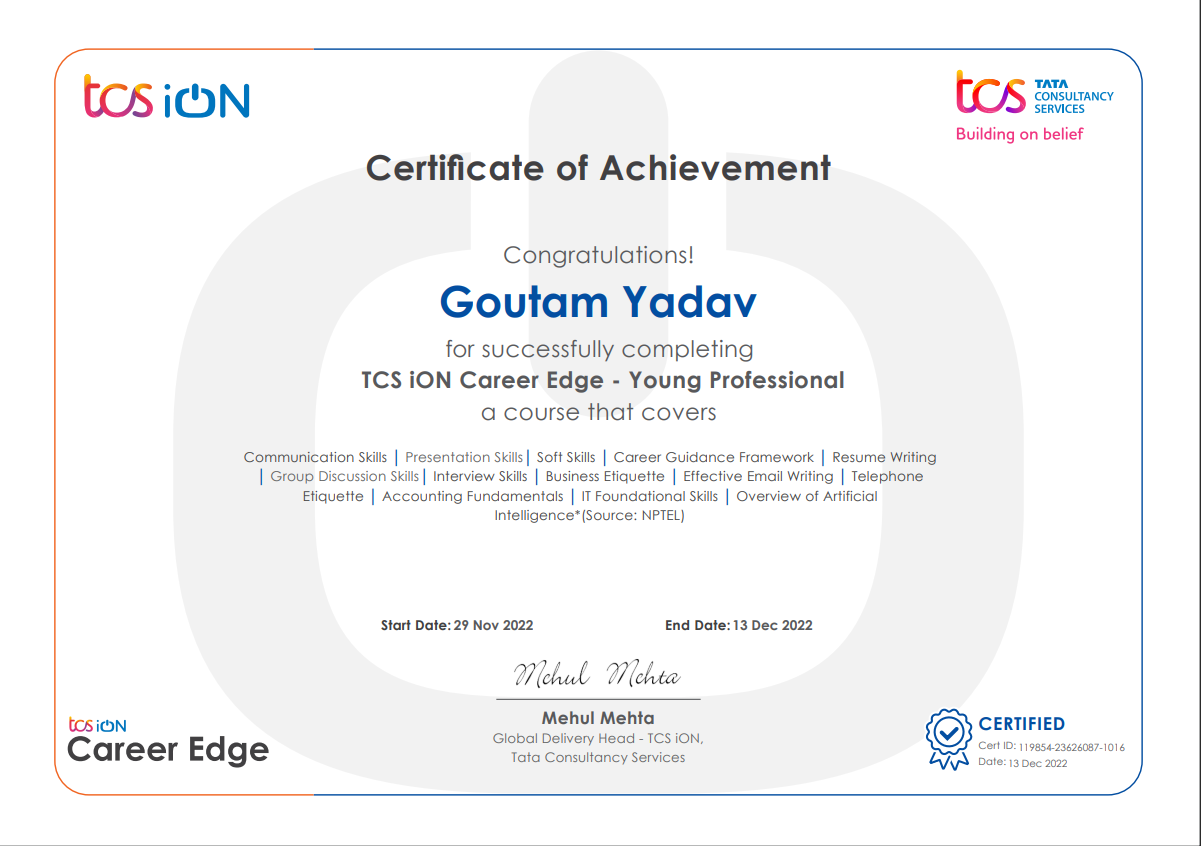 tcs iON
tcs TATA
CONSULTANCY
SERVICES
Building on belief
Certificate of Achievement
Congratulations!
Goutam Yadav
for successfully completing
TCS iON Career Edge - Young Professional
a course that covers
Communication Skills | Presentation Skills | Soft Skills | Career Guidance Framework | Resume Writing
| Group Discussion Skills | Interview Skills | Business Etiquette | Effective Email Writing | Telephone
Etiquette | Accounting Fundamentals | IT Foundational Skills | Overview of Artificial
Intelligence*(Source: NPTEL)
Start Date: 29 Nov 2022 End Date: 13 Dec 2022
Mehul Mehta
Mehul Mehta
Global Delivery Head - TCS iON,
Tata Consultancy Services
tcs iON
Career Edge
CERTIFIED
Cert ID: 119854-23626087-1016
Date: 13 Dec 2022